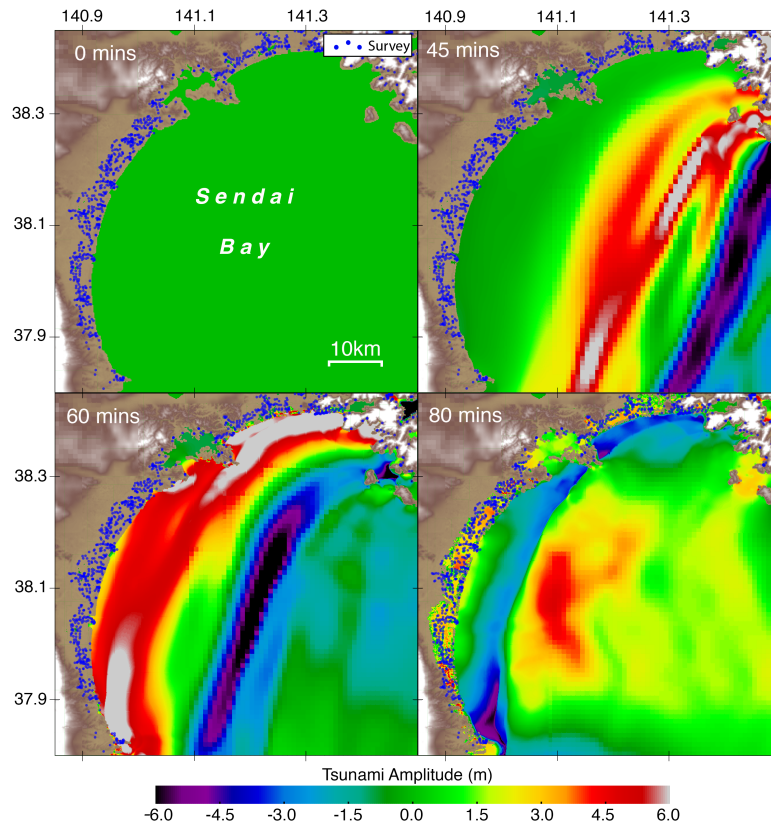 140.9 141.1 141.3 140.9 141.1 141.3
0 mins Survey 45 mins
38.3
Sendai
38.1
Bay
37.9
10km
60 mins 80 mins
38.3
38.1
37.9
Tsunami Amplitude (m)
-6.0 -4.5 -3.0 -1.5 0.0 1.5 3.0 4.5 6.0